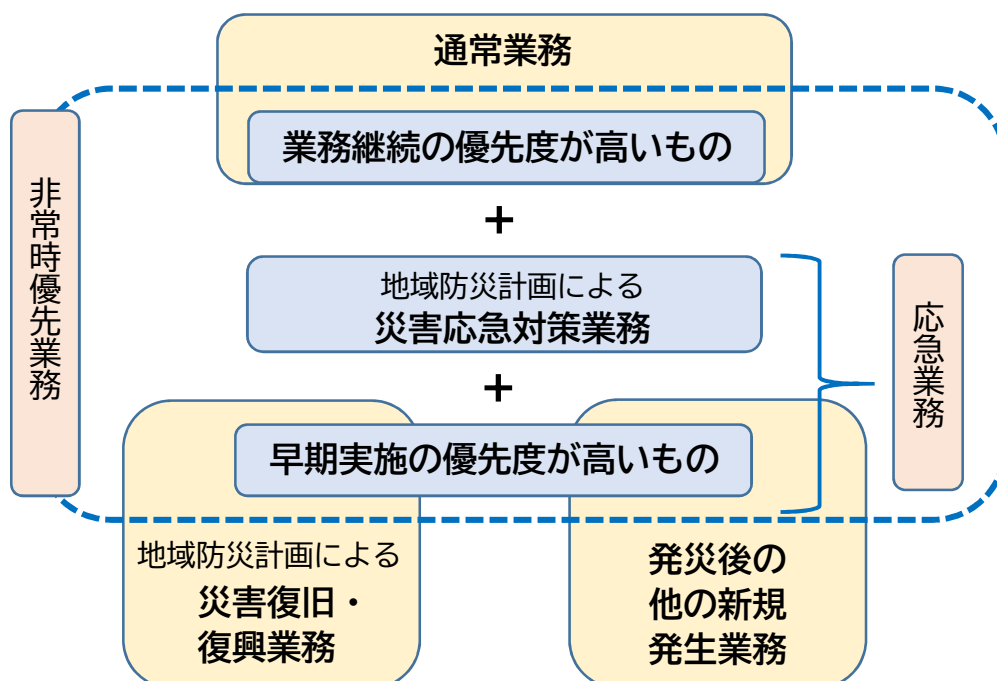 通常業務
業務継続の優先度が高いもの
+
非常時優先業務
地域防災計画による
災害応急対策業務
応急業務
+
早期実施の優先度が高いもの
地域防災計画による
災害復旧・
復興業務
発災後の
他の新規
発生業務